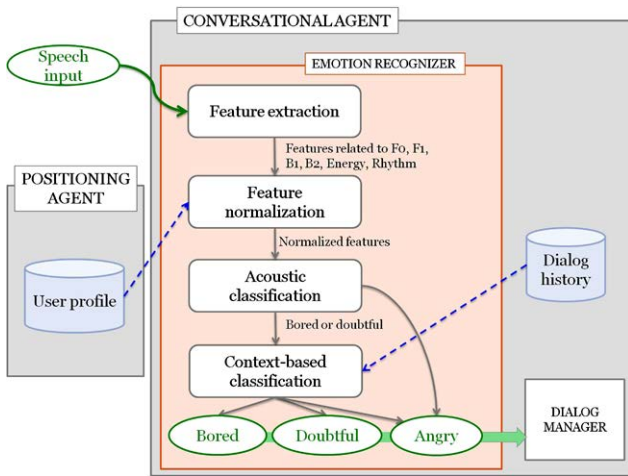 CONVERSATIONAL AGENT
Speech
input
EMOTION RECOGNIZER
Feature extraction
Features related to F0, F1,
B1, B2, Energy, Rhythm
POSITIONING
AGENT
Feature
normalization
Normalized features
User profile
Dialog
history
Acoustic
classification
Bored or doubtful
Context-based
classification
Bored
Doubtful
Angry
DIALOG
MANAGER